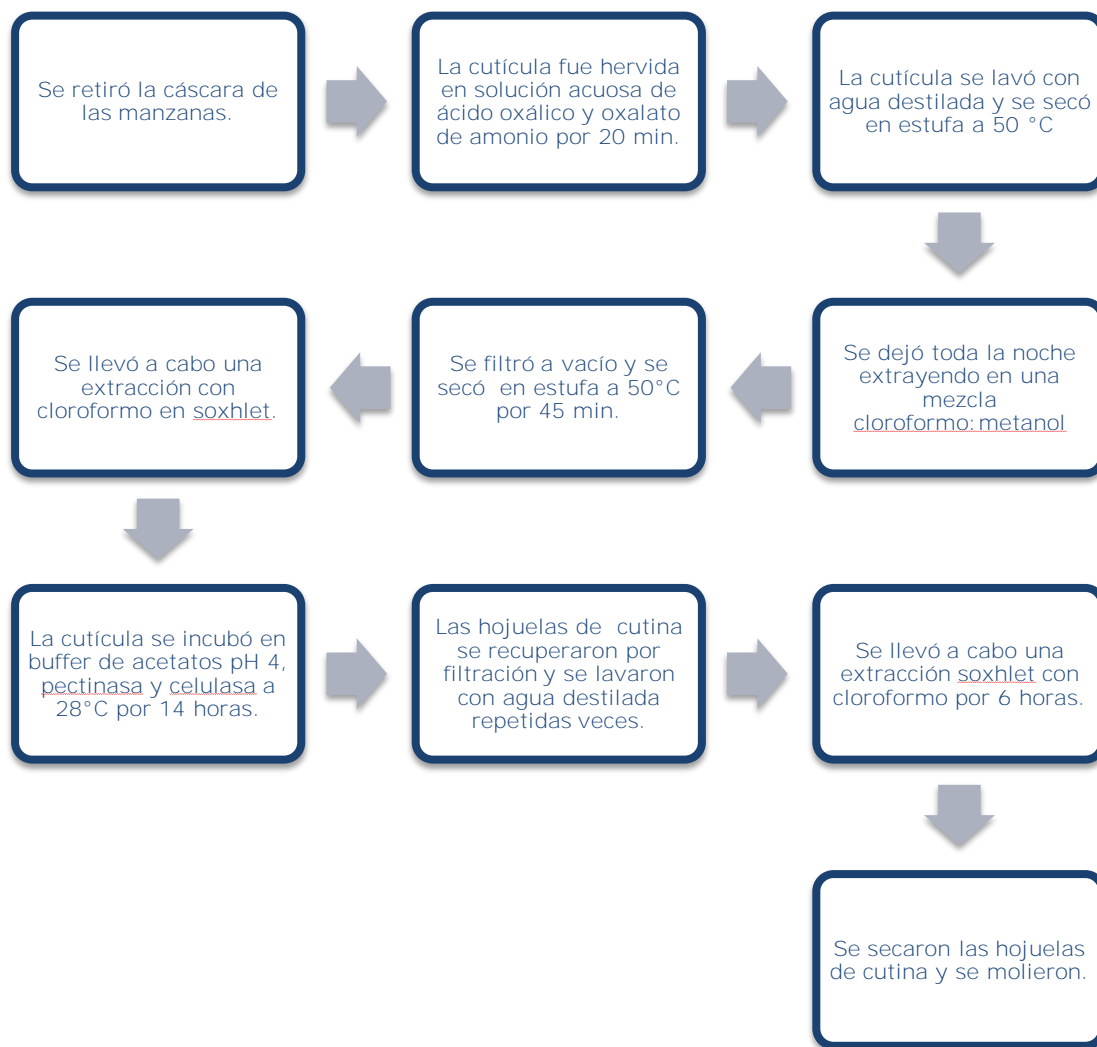 Se retiró la cáscara de
las manzanas.
La cutícula fue hervida
en solución acuosa de
ácido oxálico y oxalato
de amonio por 20 min.
La cutícula se lavó con
agua destilada y se secó
en estufa a 50 °C
Se dejó toda la noche
extrayendo en una
mezcla
cloroformo:metanol
Se filtró a vacío y se
secó en estufa a 50°C
por 45 min.
Se llevó a cabo una
extracción con
cloroformo en soxhlet.
La cutícula se incubó en
buffer de acetatos pH 4,
pectinasa y celulasa a
28°C por 14 horas.
Las hojuelas de cutina
se recuperaron por
filtración y se lavaron
con agua destilada
repetidas veces.
Se llevó a cabo una
extracción soxhlet con
cloroformo por 6 horas.
Se secaron las hojuelas
de cutina y se molieron.